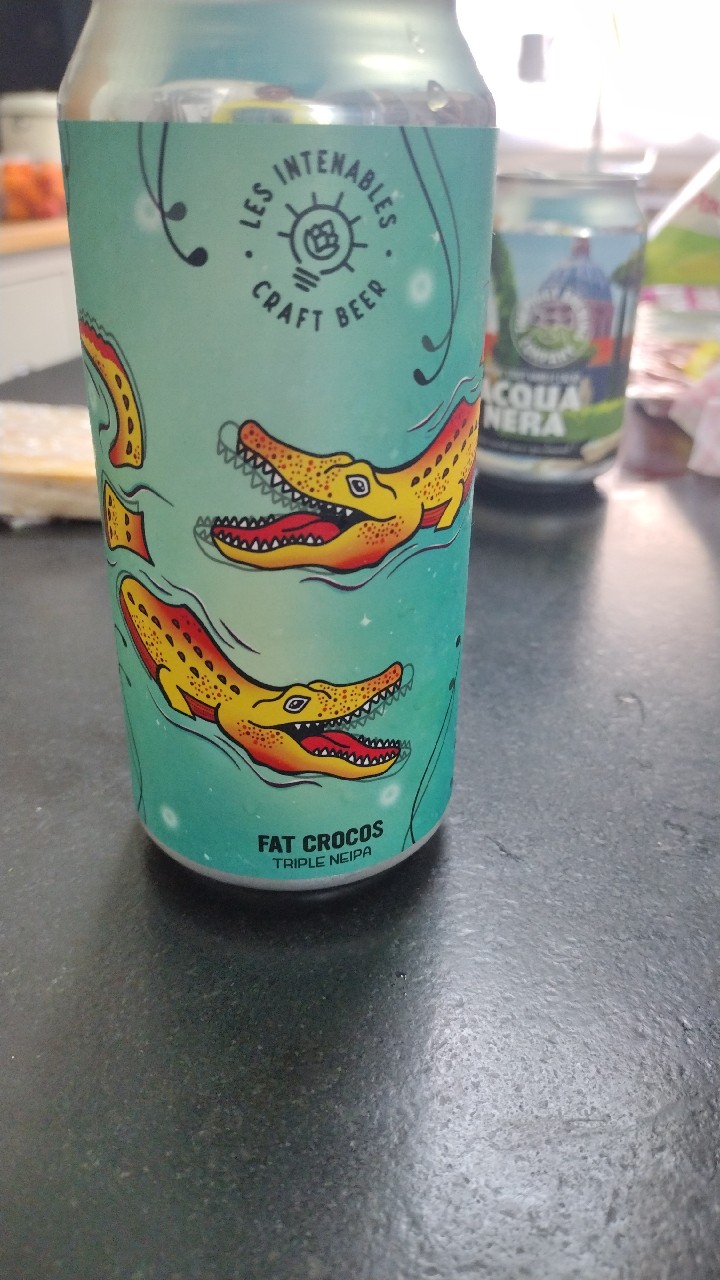 LES INTENABLES
CRAFT BEER
FAT CROCOS
TRIPLE NEIPA
ACQUA
NERA